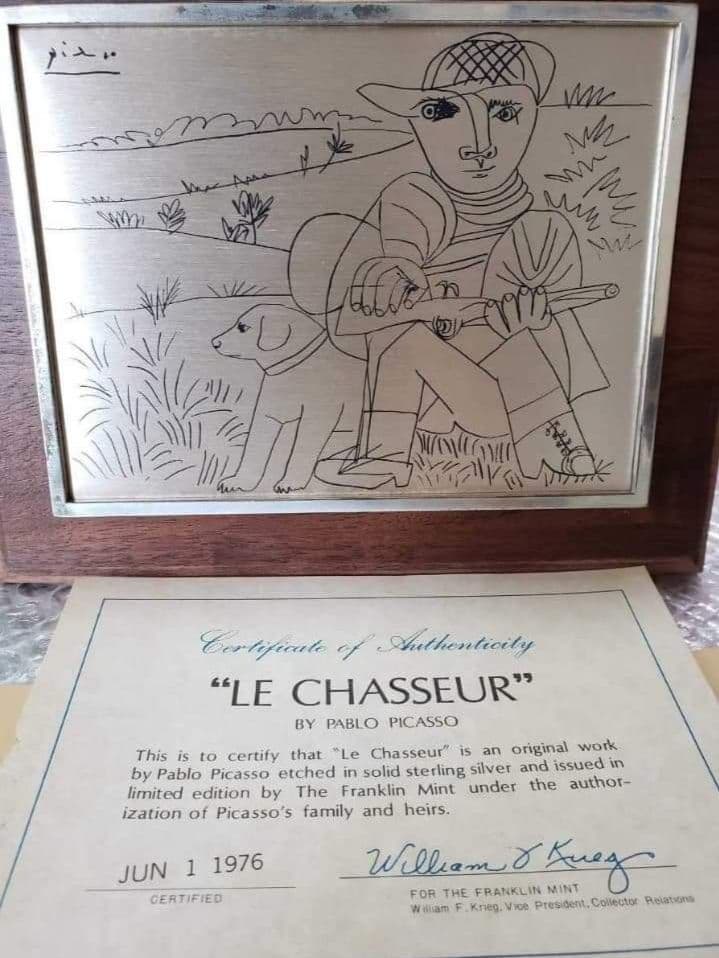 Certificate of Authenticity
“LE CHASSEUR”
BY PABLO PICASSO
This is to certify that "Le Chasseur" is an original work
by Pablo Picasso etched in solid sterling silver and issued in
limited edition by The Franklin Mint under the author-
ization of Picasso's family and heirs.
JUN 1 1976
CERTIFIED
William F Krieg
FOR THE FRANKLIN MINT
William F. Krieg, Vice President, Collector Relations